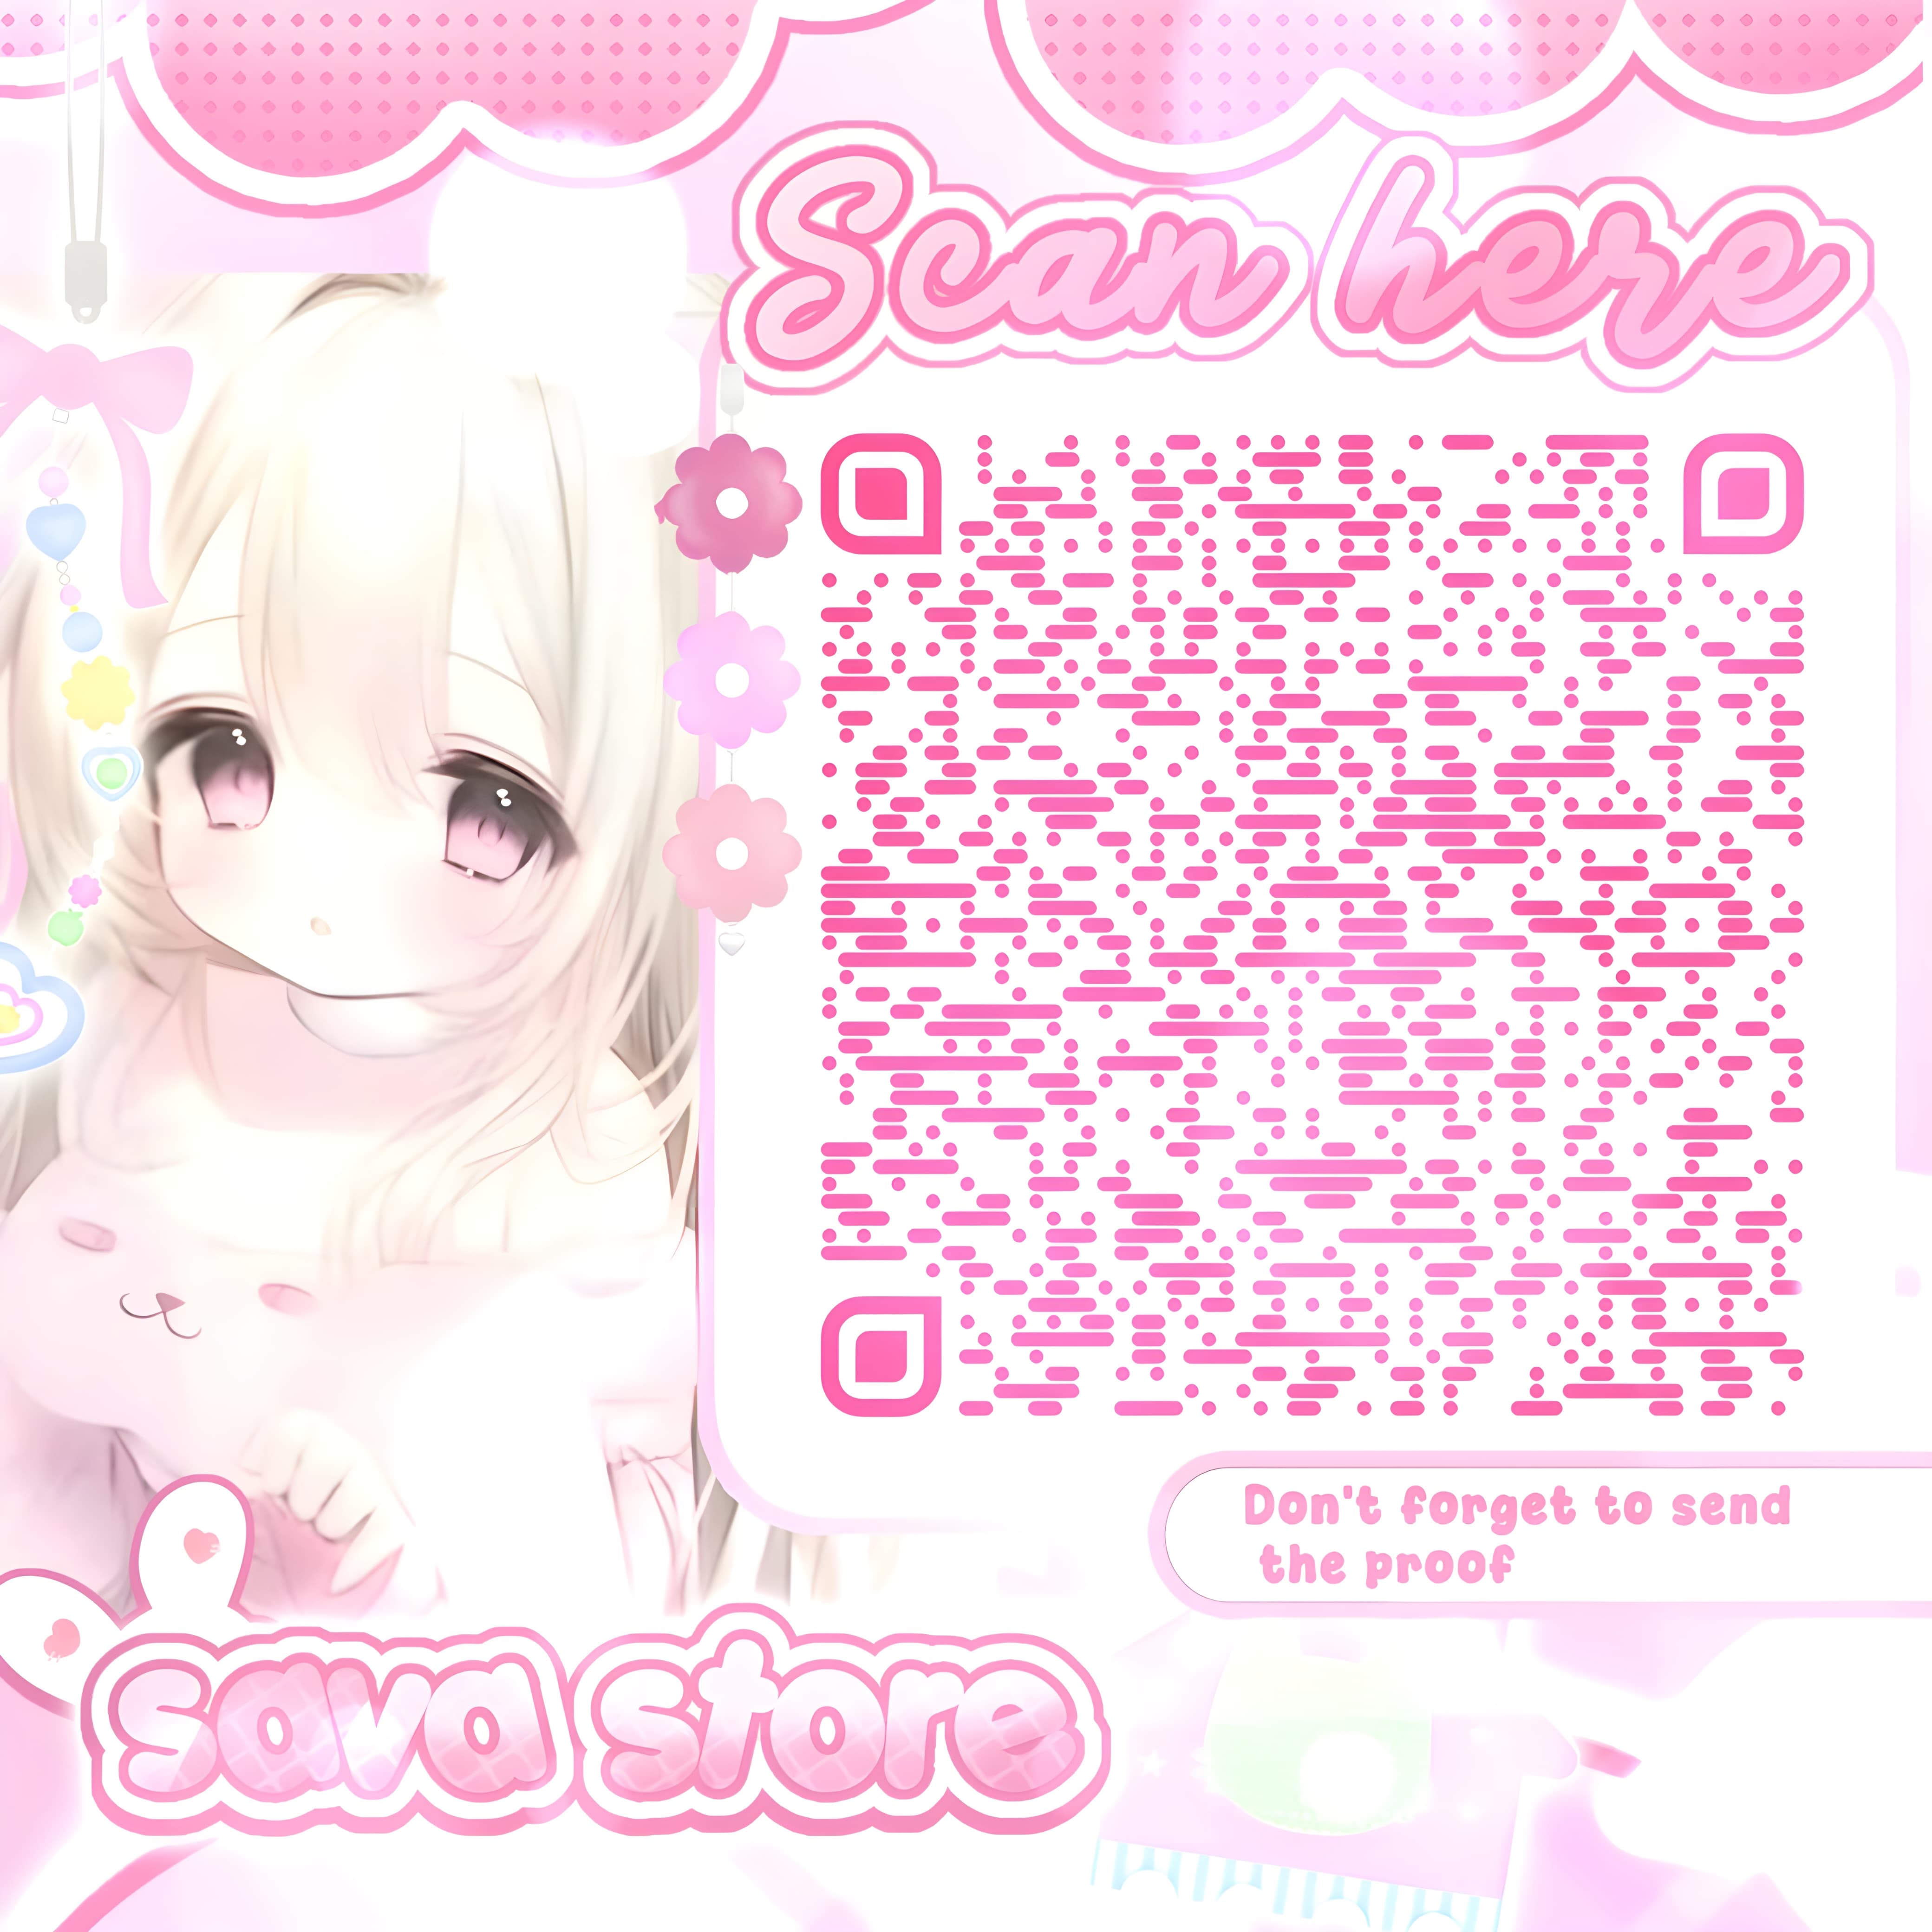 Scan here
Don't forget to send
the proof
sava store